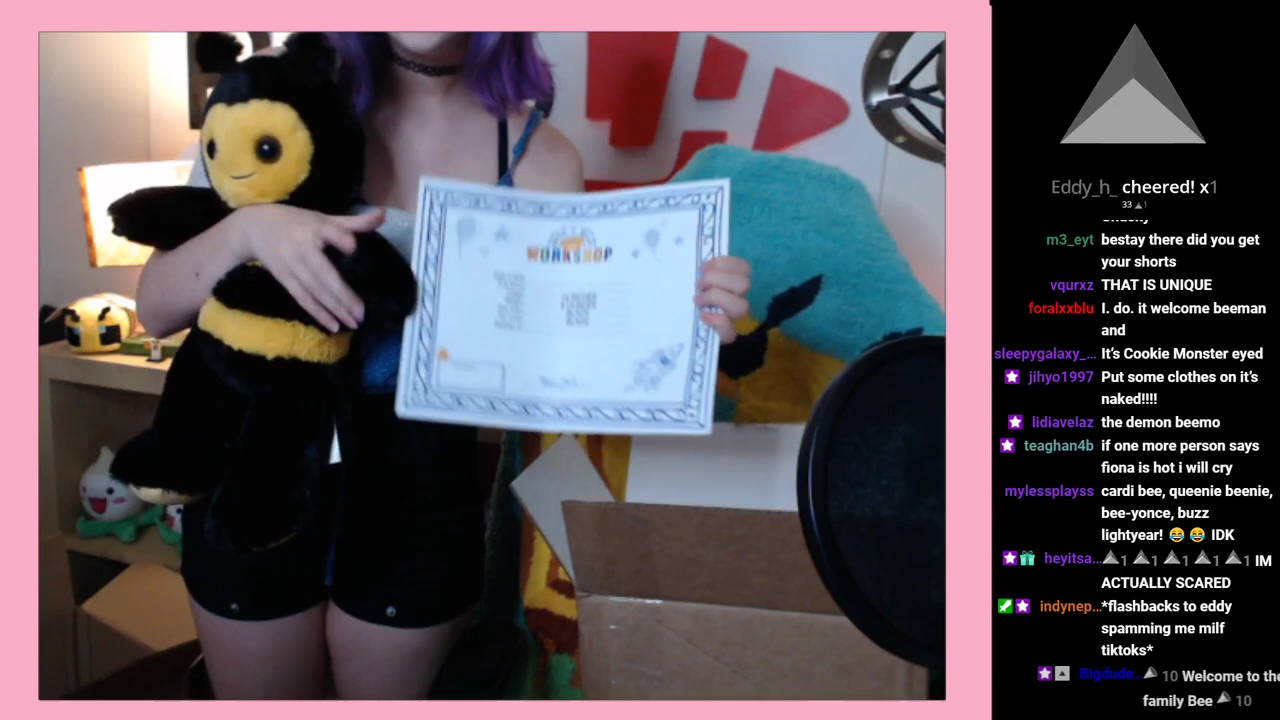 WORKSHOP
Eddy_h_ cheered! x1
33 1
m3_eyt bestay there did you get
your shorts
vqurxz THAT IS UNIQUE
foralxxblu I. do. it welcome beeman
and
sleepygalaxy_… It's Cookie Monster eyed
jihyo1997 Put some clothes on it's
naked!!!!
lidiavelaz the demon beemo
teaghan4b if one more person says
fiona is hot i will cry
mylessplayss cardi bee, queenie beenie,
bee-yonce, buzz
lightyear! 😂 😂 IDK
heyitsa… 1 1 1 1 1 IM
ACTUALLY SCARED
indynep… *flashbacks to eddy
spamming me milf
tiktoks*
Bigdude… 10 Welcome to the
family Bee 10